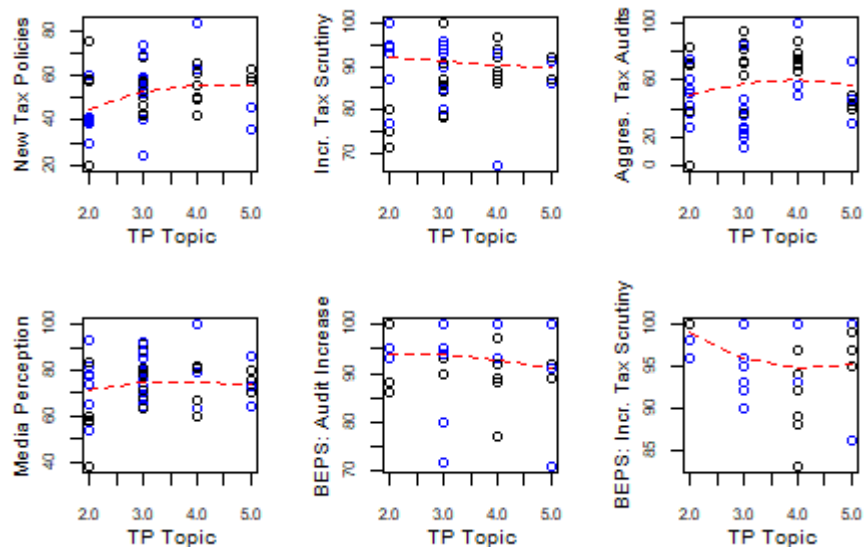 New Tax Policies
20 40 60 80
2.0 3.0 4.0 5.0
TP Topic
Incr. Tax Scrutiny
70 80 90 100
2.0 3.0 4.0 5.0
TP Topic
Aggres. Tax Audits
0 20 60 100
2.0 3.0 4.0 5.0
TP Topic
Media Perception
40 60 80 100
2.0 3.0 4.0 5.0
TP Topic
BEPS: Audit Increase
70 80 90 100
2.0 3.0 4.0 5.0
TP Topic
BEPS: Incr. Tax Scrutiny
85 90 95 100
2.0 3.0 4.0 5.0
TP Topic